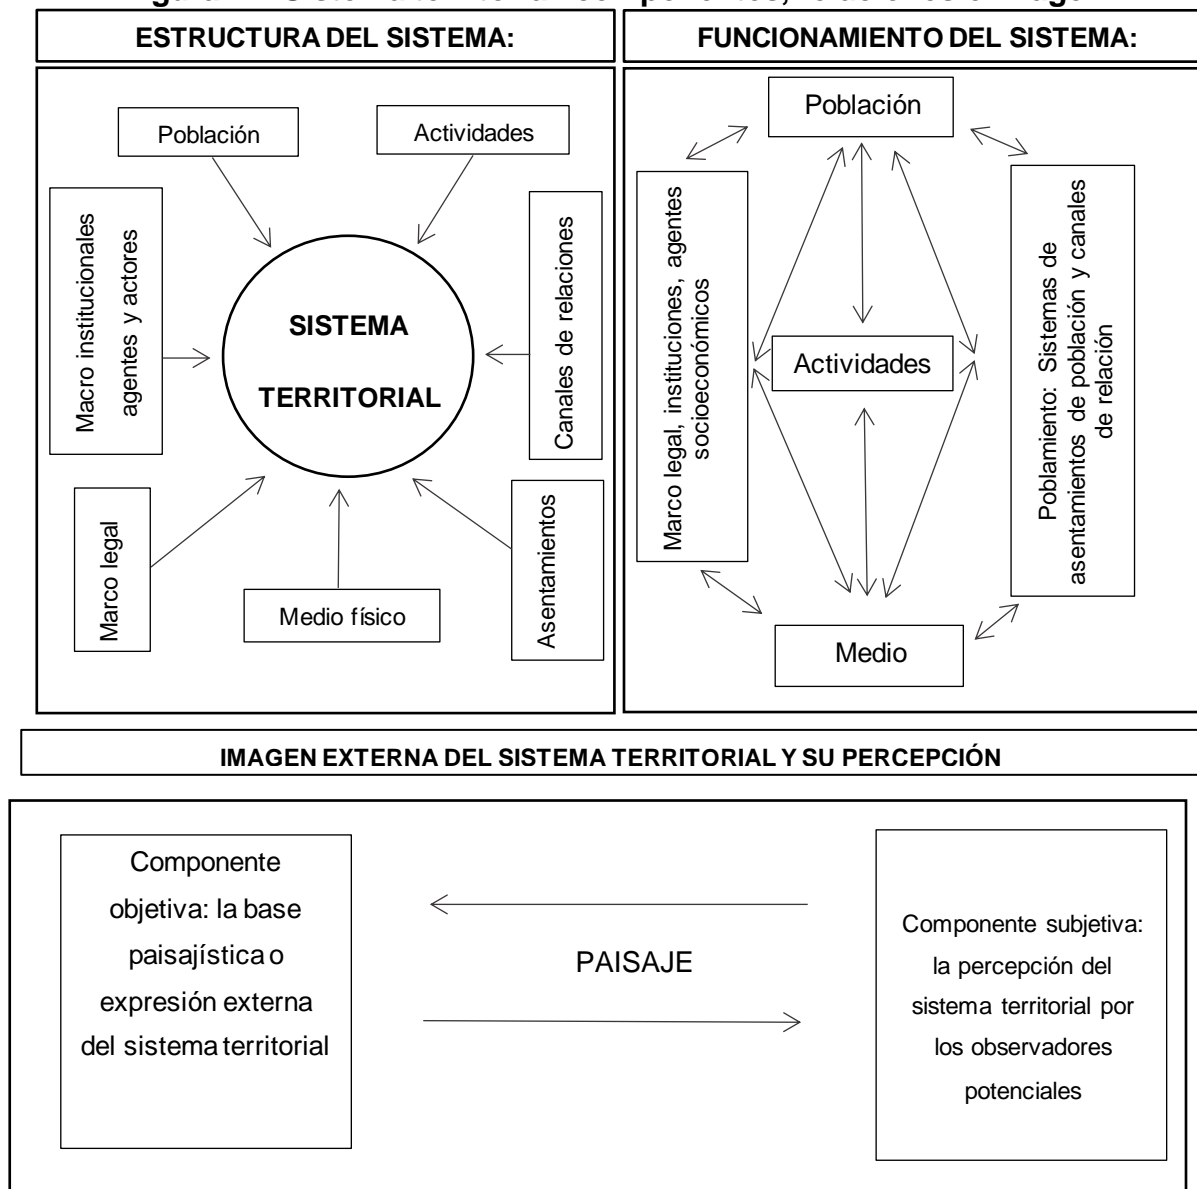 ESTRUCTURA DEL SISTEMA:
FUNCIONAMIENTO DEL SISTEMA:
Población
Actividades
Macro institucionales
agentes y actores
SISTEMA
TERRITORIAL
Canales de relaciones
Marco legal
Medio físico
Asentamientos
Población
Marco legal, instituciones, agentes
socioeconómicos
Actividades
Poblamiento: Sistemas de
asentamientos de población y canales
de relación
Medio
IMAGEN EXTERNA DEL SISTEMA TERRITORIAL Y SU PERCEPCIÓN
Componente
objetiva: la base
paisajística o
expresión externa
del sistema territorial
PAISAJE
Componente subjetiva:
la percepción del
sistema territorial por
los observadores
potenciales